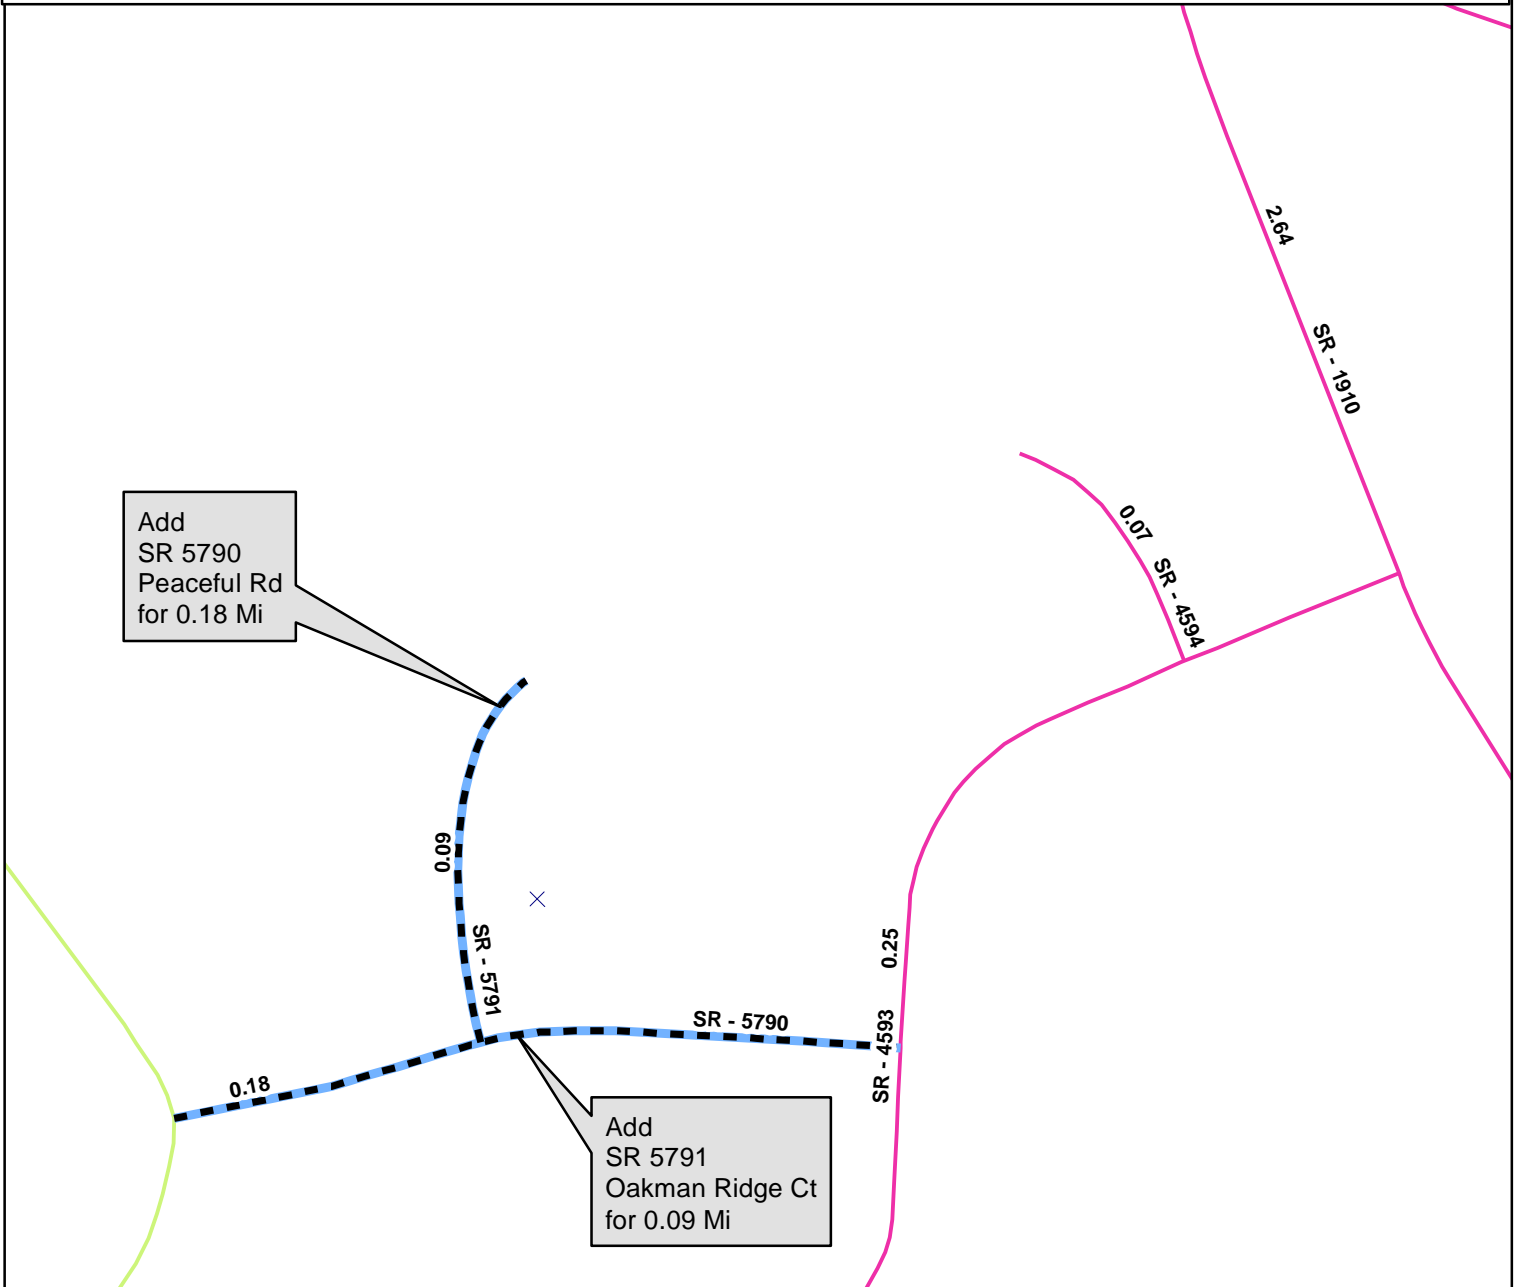 2.64
SR - 1910
0.07 SR - 4594
Add
SR 5790
Peaceful Rd
for 0.18 Mi
0.09
SR - 5791
0.25
SR - 4593
SR - 5790
0.18
Add
SR 5791
Oakman Ridge Ct
for 0.09 Mi